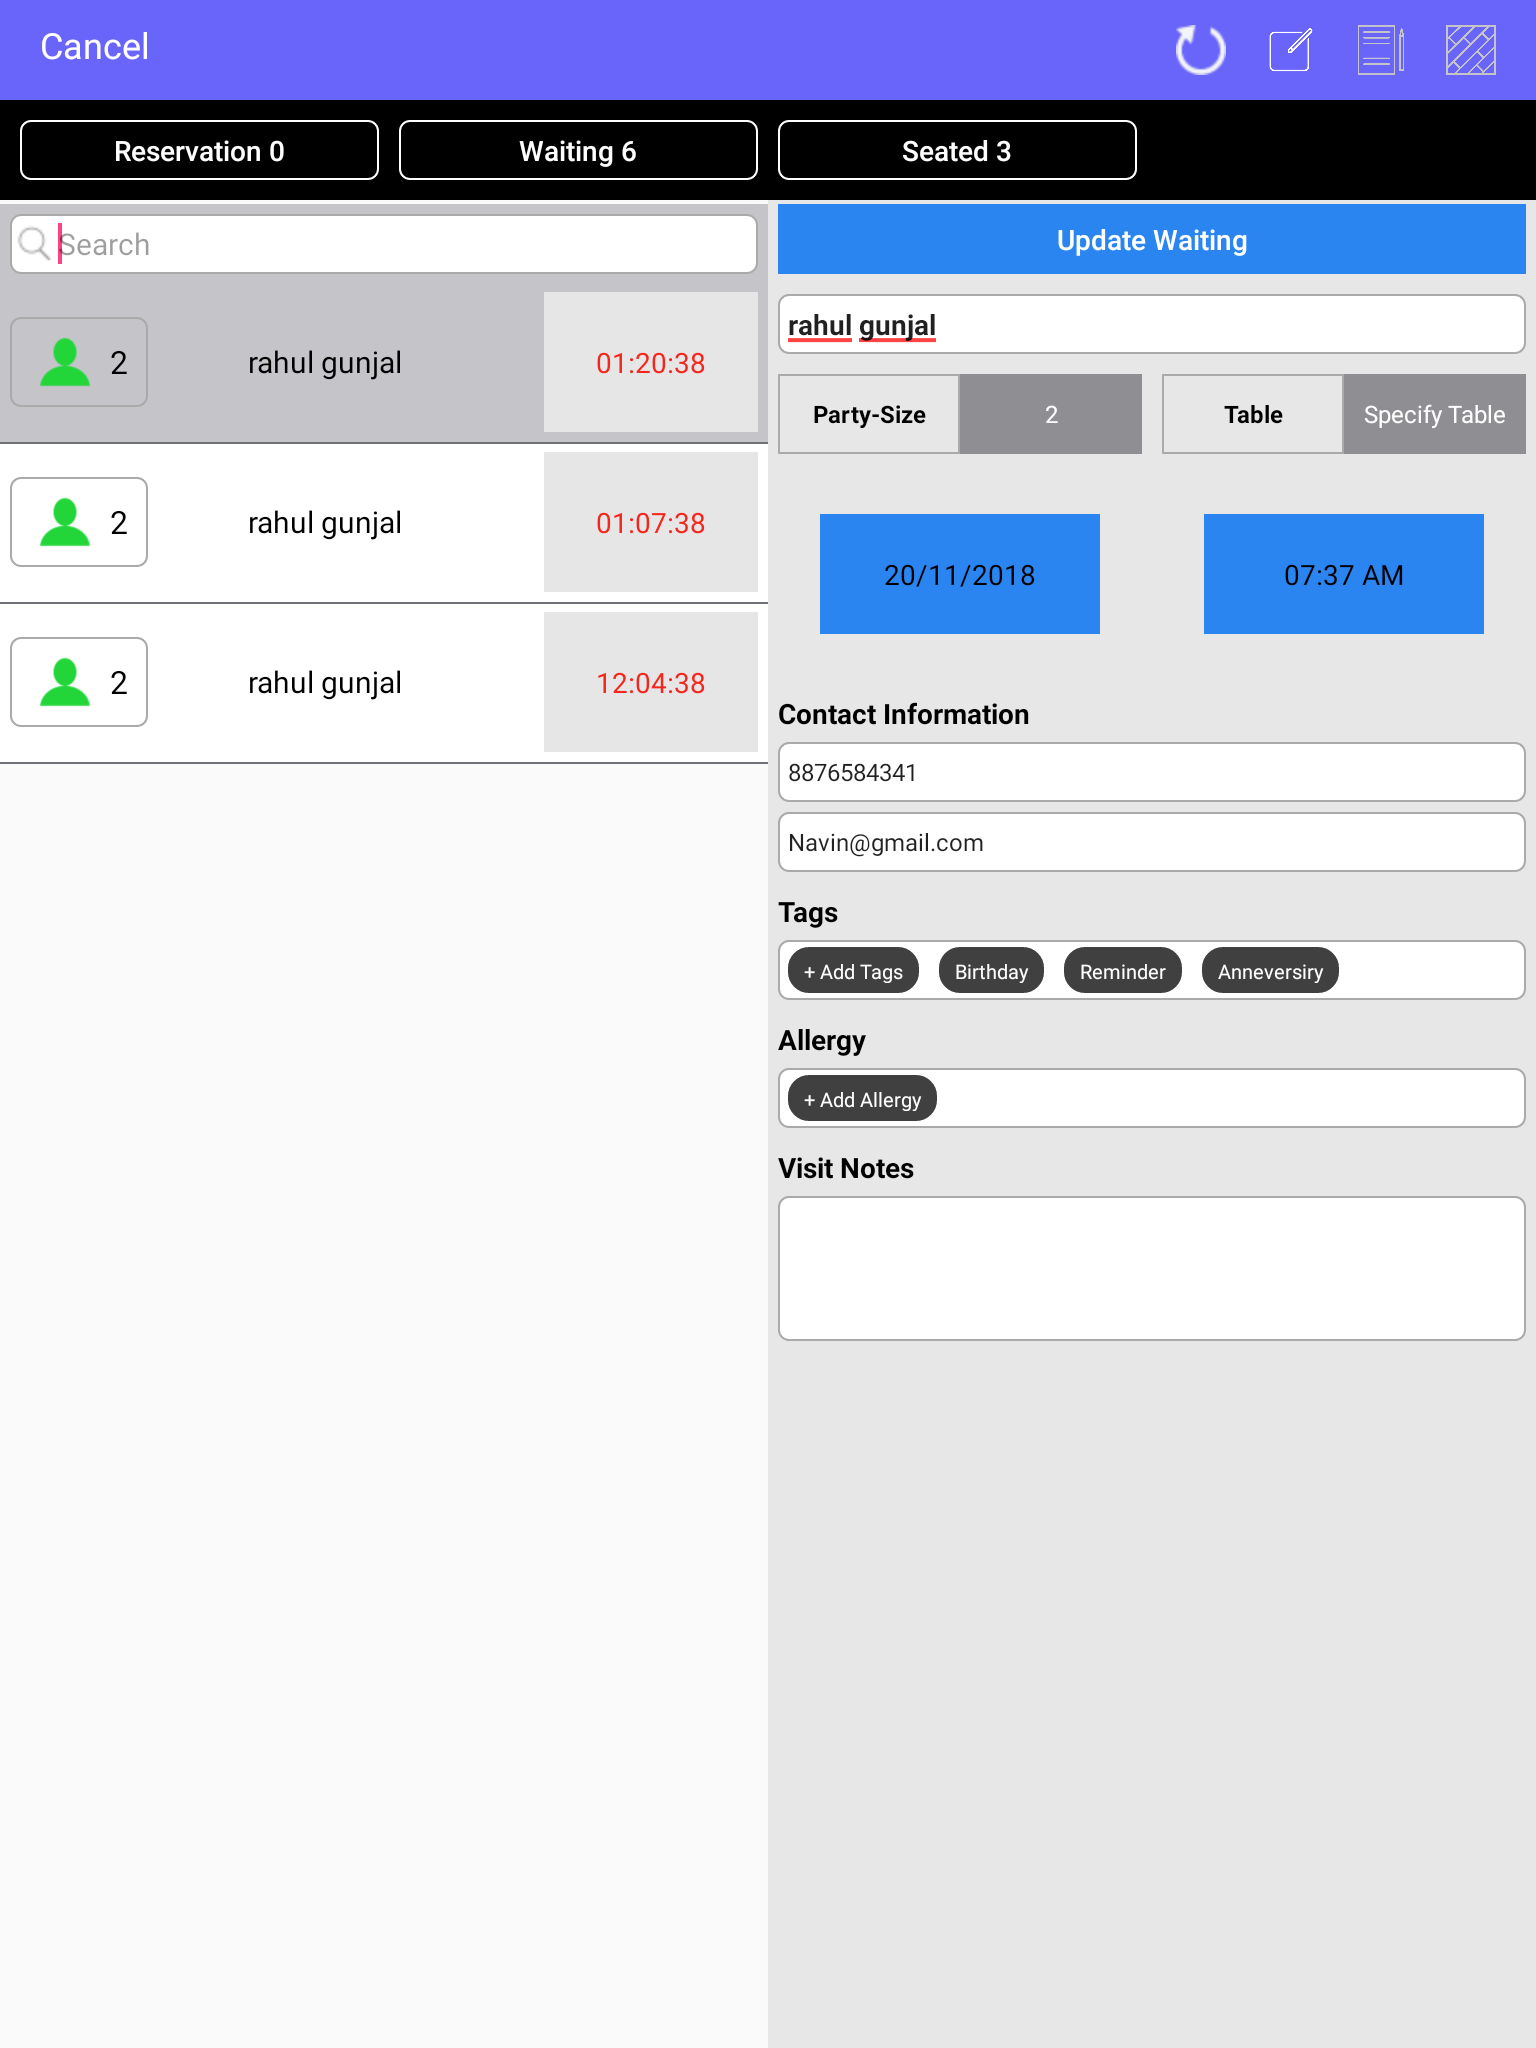 Cancel
Reservation 0
Waiting 6
Seated 3
Search
2 rahul gunjal 01:20:38
2 rahul gunjal 01:07:38
2 rahul gunjal 12:04:38
Update Waiting
rahul gunjal
Party-Size 2 Table Specify Table
20/11/2018 07:37 AM
Contact Information
8876584341
Navin@gmail.com
Tags
+ Add Tags Birthday Reminder Anneversiry
Allergy
+ Add Allergy
Visit Notes